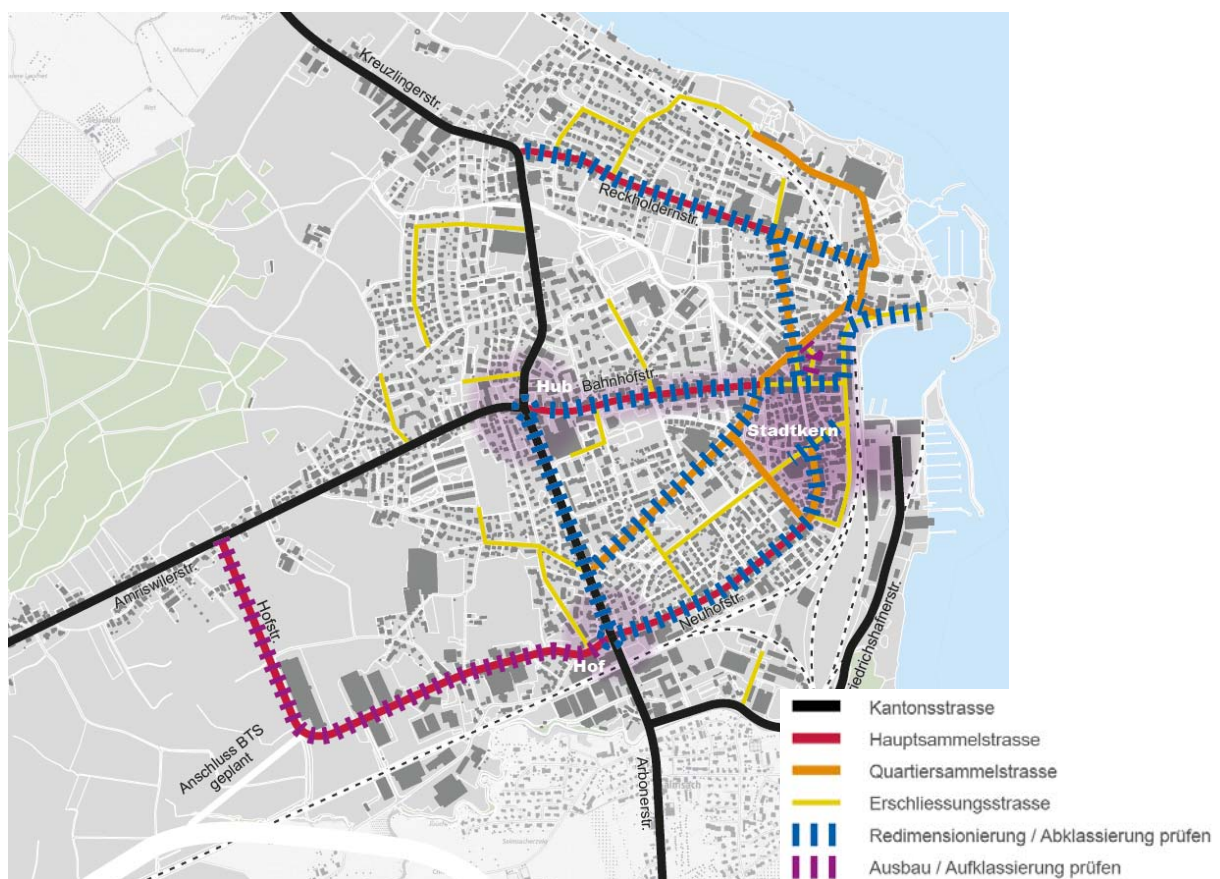 Kreuzlingerstr.
Reckholdernstr.
Hub
Bahnhofstr.
Stadtkern
Amriswilerstr.
Hofstr.
Neuhofstr.
Hof
riedrichshafnerstr.
Anschluss BTS
geplant
Arbonerstr.
Kantonsstrasse
Hauptsammelstrasse
Quartiersammelstrasse
Erschliessungsstrasse
Redimensionierung / Abklassierung prüfen
Ausbau / Aufklassierung prüfen